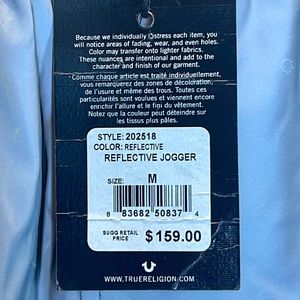 Because we individually distress each item, you
will notice areas of fading, wear, and even holes.
Color may transfer onto lighter fabrics.
These nuances are intentional and add to the
character and finish of our garment.
Comme chaque article est traité individuellement,
vous remarquerez des zones de décoloration,
de l'usure et même des trous. Toutes ces
particularités sont voulues et viennent encore
enrichir l'allure et le fini du vêtement.
Notez que la couleur peut déteindre sur
les tissus plus pâles.
STYLE: 202518
COLOR: REFLECTIVE
REFLECTIVE JOGGER
SIZE: M
8 83682 50837 4
SUGG RETAIL
PRICE $159.00
WWW.TRUERELIGION.COM